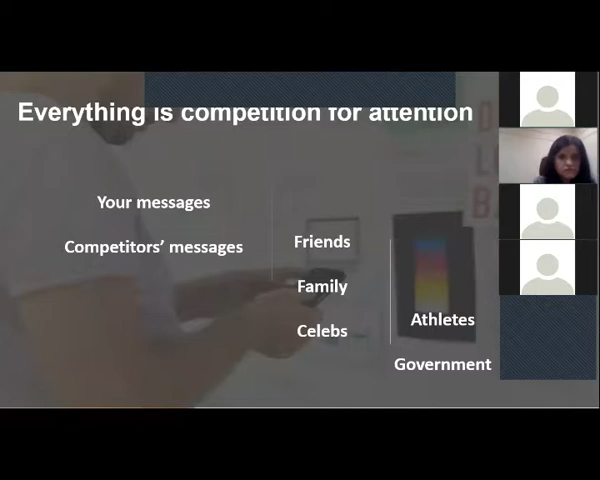 Everything is competition for attention
Your messages
Competitors' messages
Friends
Family
Celebs
Athletes
Government